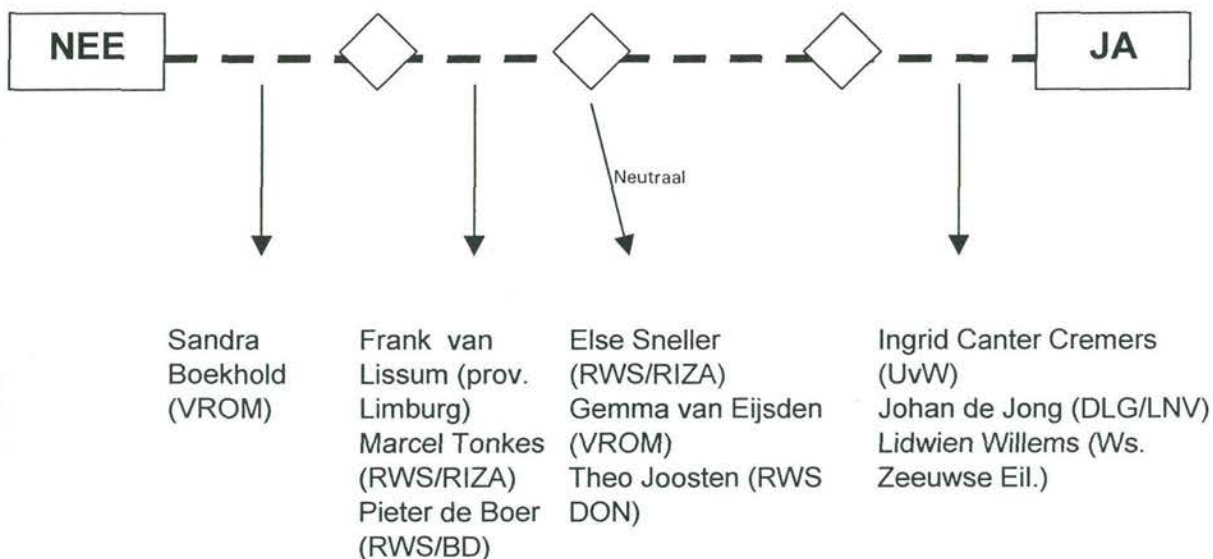 NEE
JA
Neutraal
Sandra
Boekhold
(VROM)
Frank van
Lissum (prov.
Limburg)
Marcel Tonkes
(RWS/RIZA)
Pieter de Boer
(RWS/BD)
Else Sneller
(RWS/RIZA)
Gemma van Eijsden
(VROM)
Theo Joosten (RWS
DON)
Ingrid Canter Cremers
(UvW)
Johan de Jong (DLG/LNV)
Lidwien Willems (Ws.
Zeeuwse Eil.)